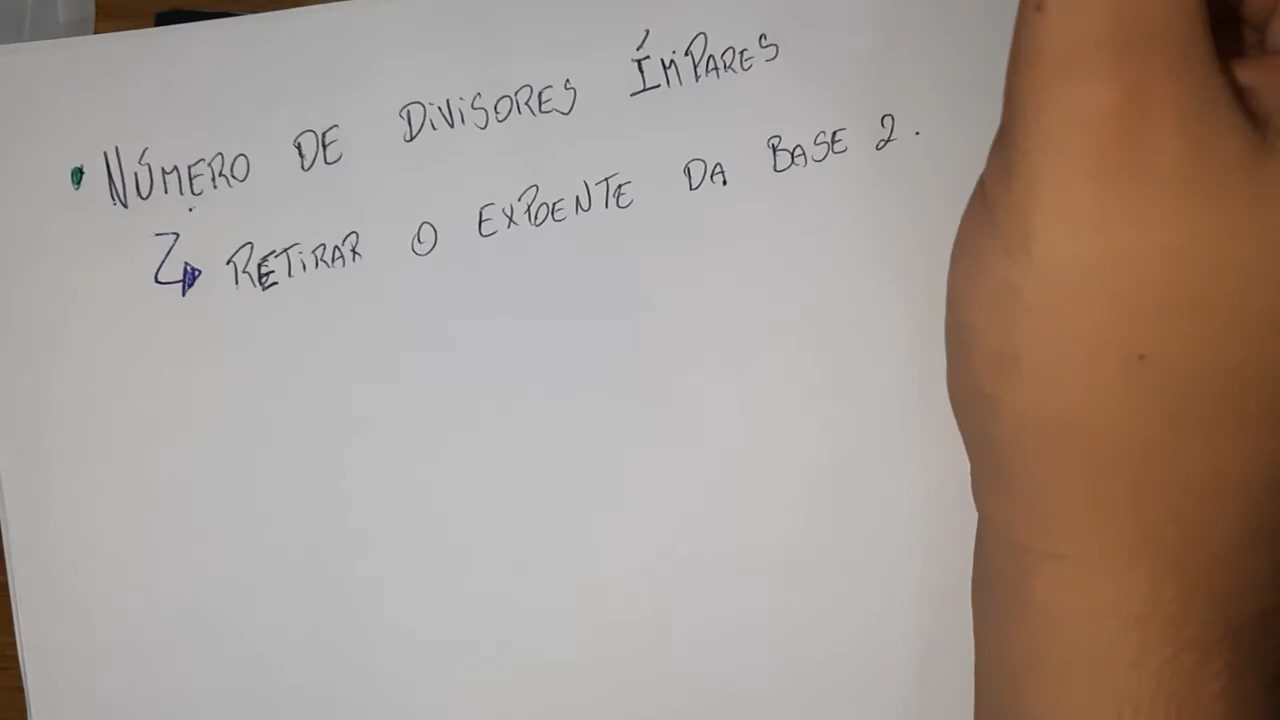 • NÚMERO DE DIVISORES ÍMPARES
↳ RETIRAR O EXPOENTE DA BASE 2.